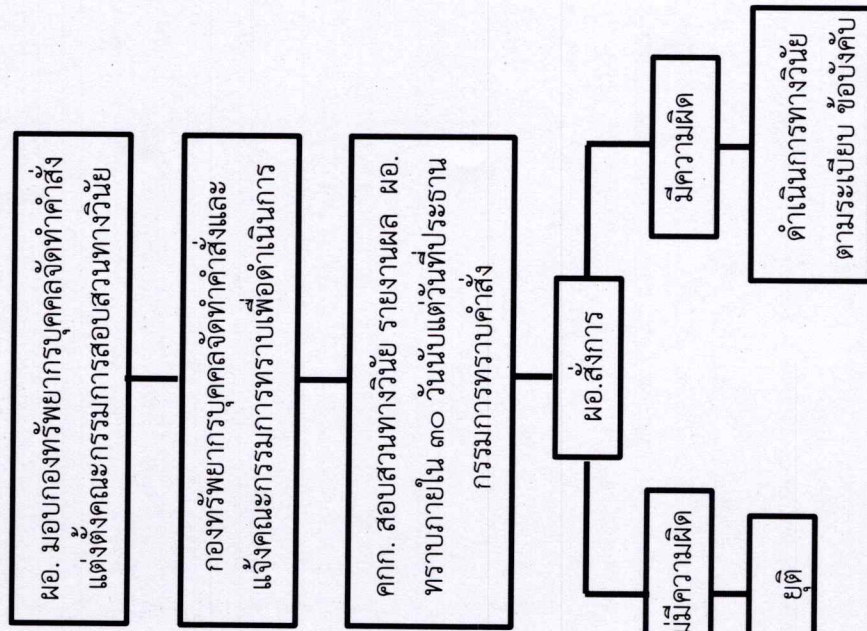 ผอ. มอบกองทรัพยากรบุคคลจัดทำคำสั่ง
แต่งตั้งคณะกรรมการสอบสวนทางวินัย
กองทรัพยากรบุคคลจัดทำคำสั่งและ
แจ้งคณะกรรมการทราบเพื่อดำเนินการ
คกก. สอบสวนทางวินัย รายงานผล ผอ.
ทราบภายใน ๓๐ วันนับแต่วันที่ประธาน
กรรมการทราบคำสั่ง
ผอ.สั่งการ
มีความผิด
ดำเนินการทางวินัย
ตามระเบียบ ข้อบังคับ
มีความผิด
ยุติ